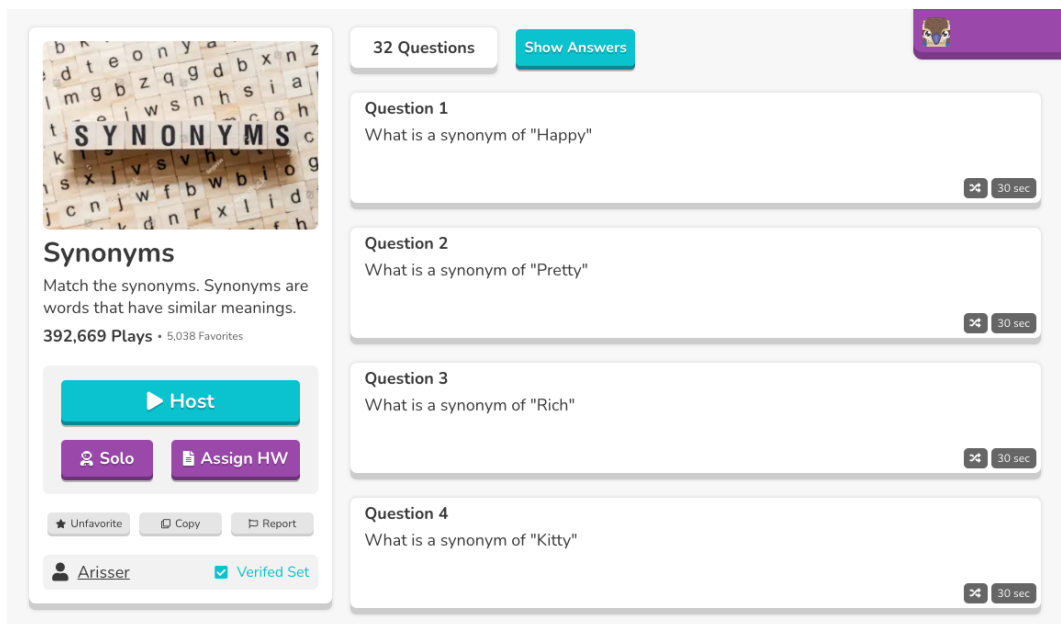 SYNONYMS
Synonyms
Match the synonyms. Synonyms are
words that have similar meanings.
392,669 Plays • 5,038 Favorites
Host
Solo
Assign HW
Unfavorite
Copy
Report
Arisser
Verifed Set
32 Questions
Show Answers
Question 1
What is a synonym of "Happy"
30 sec
Question 2
What is a synonym of "Pretty"
30 sec
Question 3
What is a synonym of "Rich"
30 sec
Question 4
What is a synonym of "Kitty"
30 sec